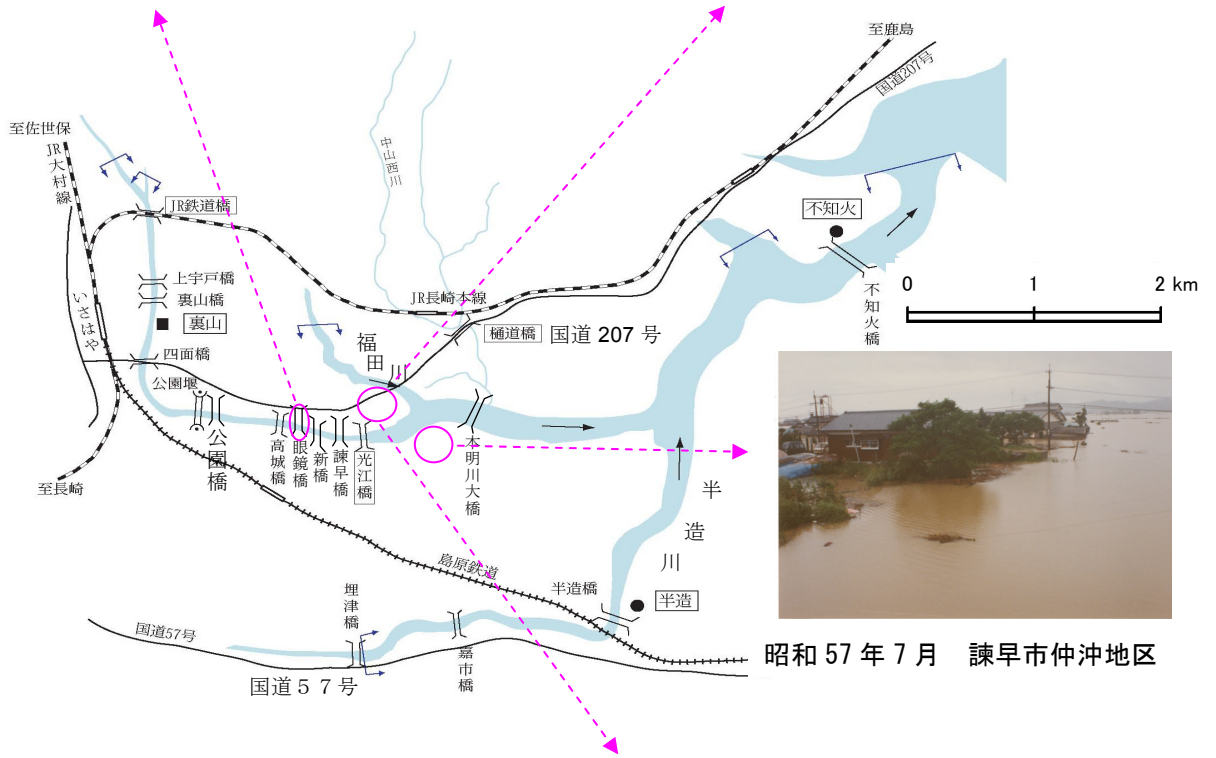 至鹿島
国道207号
至佐世保
JR大村線
中山西川
JR鉄道橋
不知火
上宇戸橋
裏山橋
裏山
いさはや
JR長崎本線
樋道橋
国道 207 号
不知火橋
0 1 2 km
福田川
四面橋
公園堰
公園橋
高城橋
眼鏡橋
新橋
諫早橋
光江橋
本明川大橋
至長崎
半造川
島原鉄道
半造橋
半造
埋津橋
嘉市橋
国道57号
国道５７号
昭和 57 年 7 月 諫早市仲沖地区